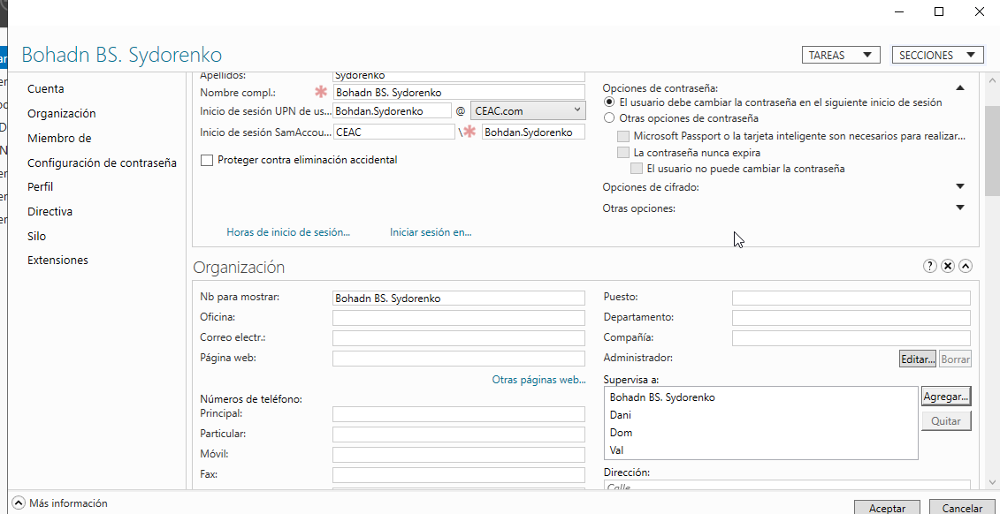 Bohadn BS. Sydorenko
TAREAS
SECCIONES
Cuenta
Organización
Miembro de
Configuración de contraseña
Perfil
Directiva
Silo
Extensiones
Apellidos: Sydorenko
Nombre compl.: Bohadn BS. Sydorenko
Inicio de sesión UPN de us... Bohdan.Sydorenko @ CEAC.com
Inicio de sesión SamAccou... CEAC \ Bohdan.Sydorenko
Proteger contra eliminación accidental
Horas de inicio de sesión... Iniciar sesión en...
Opciones de contraseña:
El usuario debe cambiar la contraseña en el siguiente inicio de sesión
Otras opciones de contraseña
Microsoft Passport o la tarjeta inteligente son necesarios para realizar...
La contraseña nunca expira
El usuario no puede cambiar la contraseña
Opciones de cifrado:
Otras opciones:
Organización
?
Nb para mostrar: Bohadn BS. Sydorenko
Oficina:
Correo electr.:
Página web:
Otras páginas web...
Números de teléfono:
Principal:
Particular:
Móvil:
Fax:
Puesto:
Departamento:
Compañía:
Administrador: Editar... Borrar
Supervisa a:
Bohadn BS. Sydorenko
Dani
Dom
Val
Agregar...
Quitar
Dirección:
Calle
Más información
Aceptar Cancelar